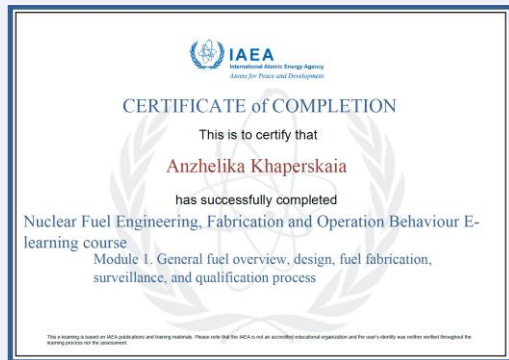 IAEA
International Atomic Energy Agency
Atoms for Peace and Development
CERTIFICATE of COMPLETION
This is to certify that
Anzhelika Khaperskaia
has successfully completed
Nuclear Fuel Engineering, Fabrication and Operation Behaviour E-
learning course
Module 1. General fuel overview, design, fuel fabrication,
surveillance, and qualification process
This e-learning is based on IAEA publications and training materials. Please note that the IAEA is not an accredited educational organization and the user's identity was neither verified throughout the
learning process nor the assessment.